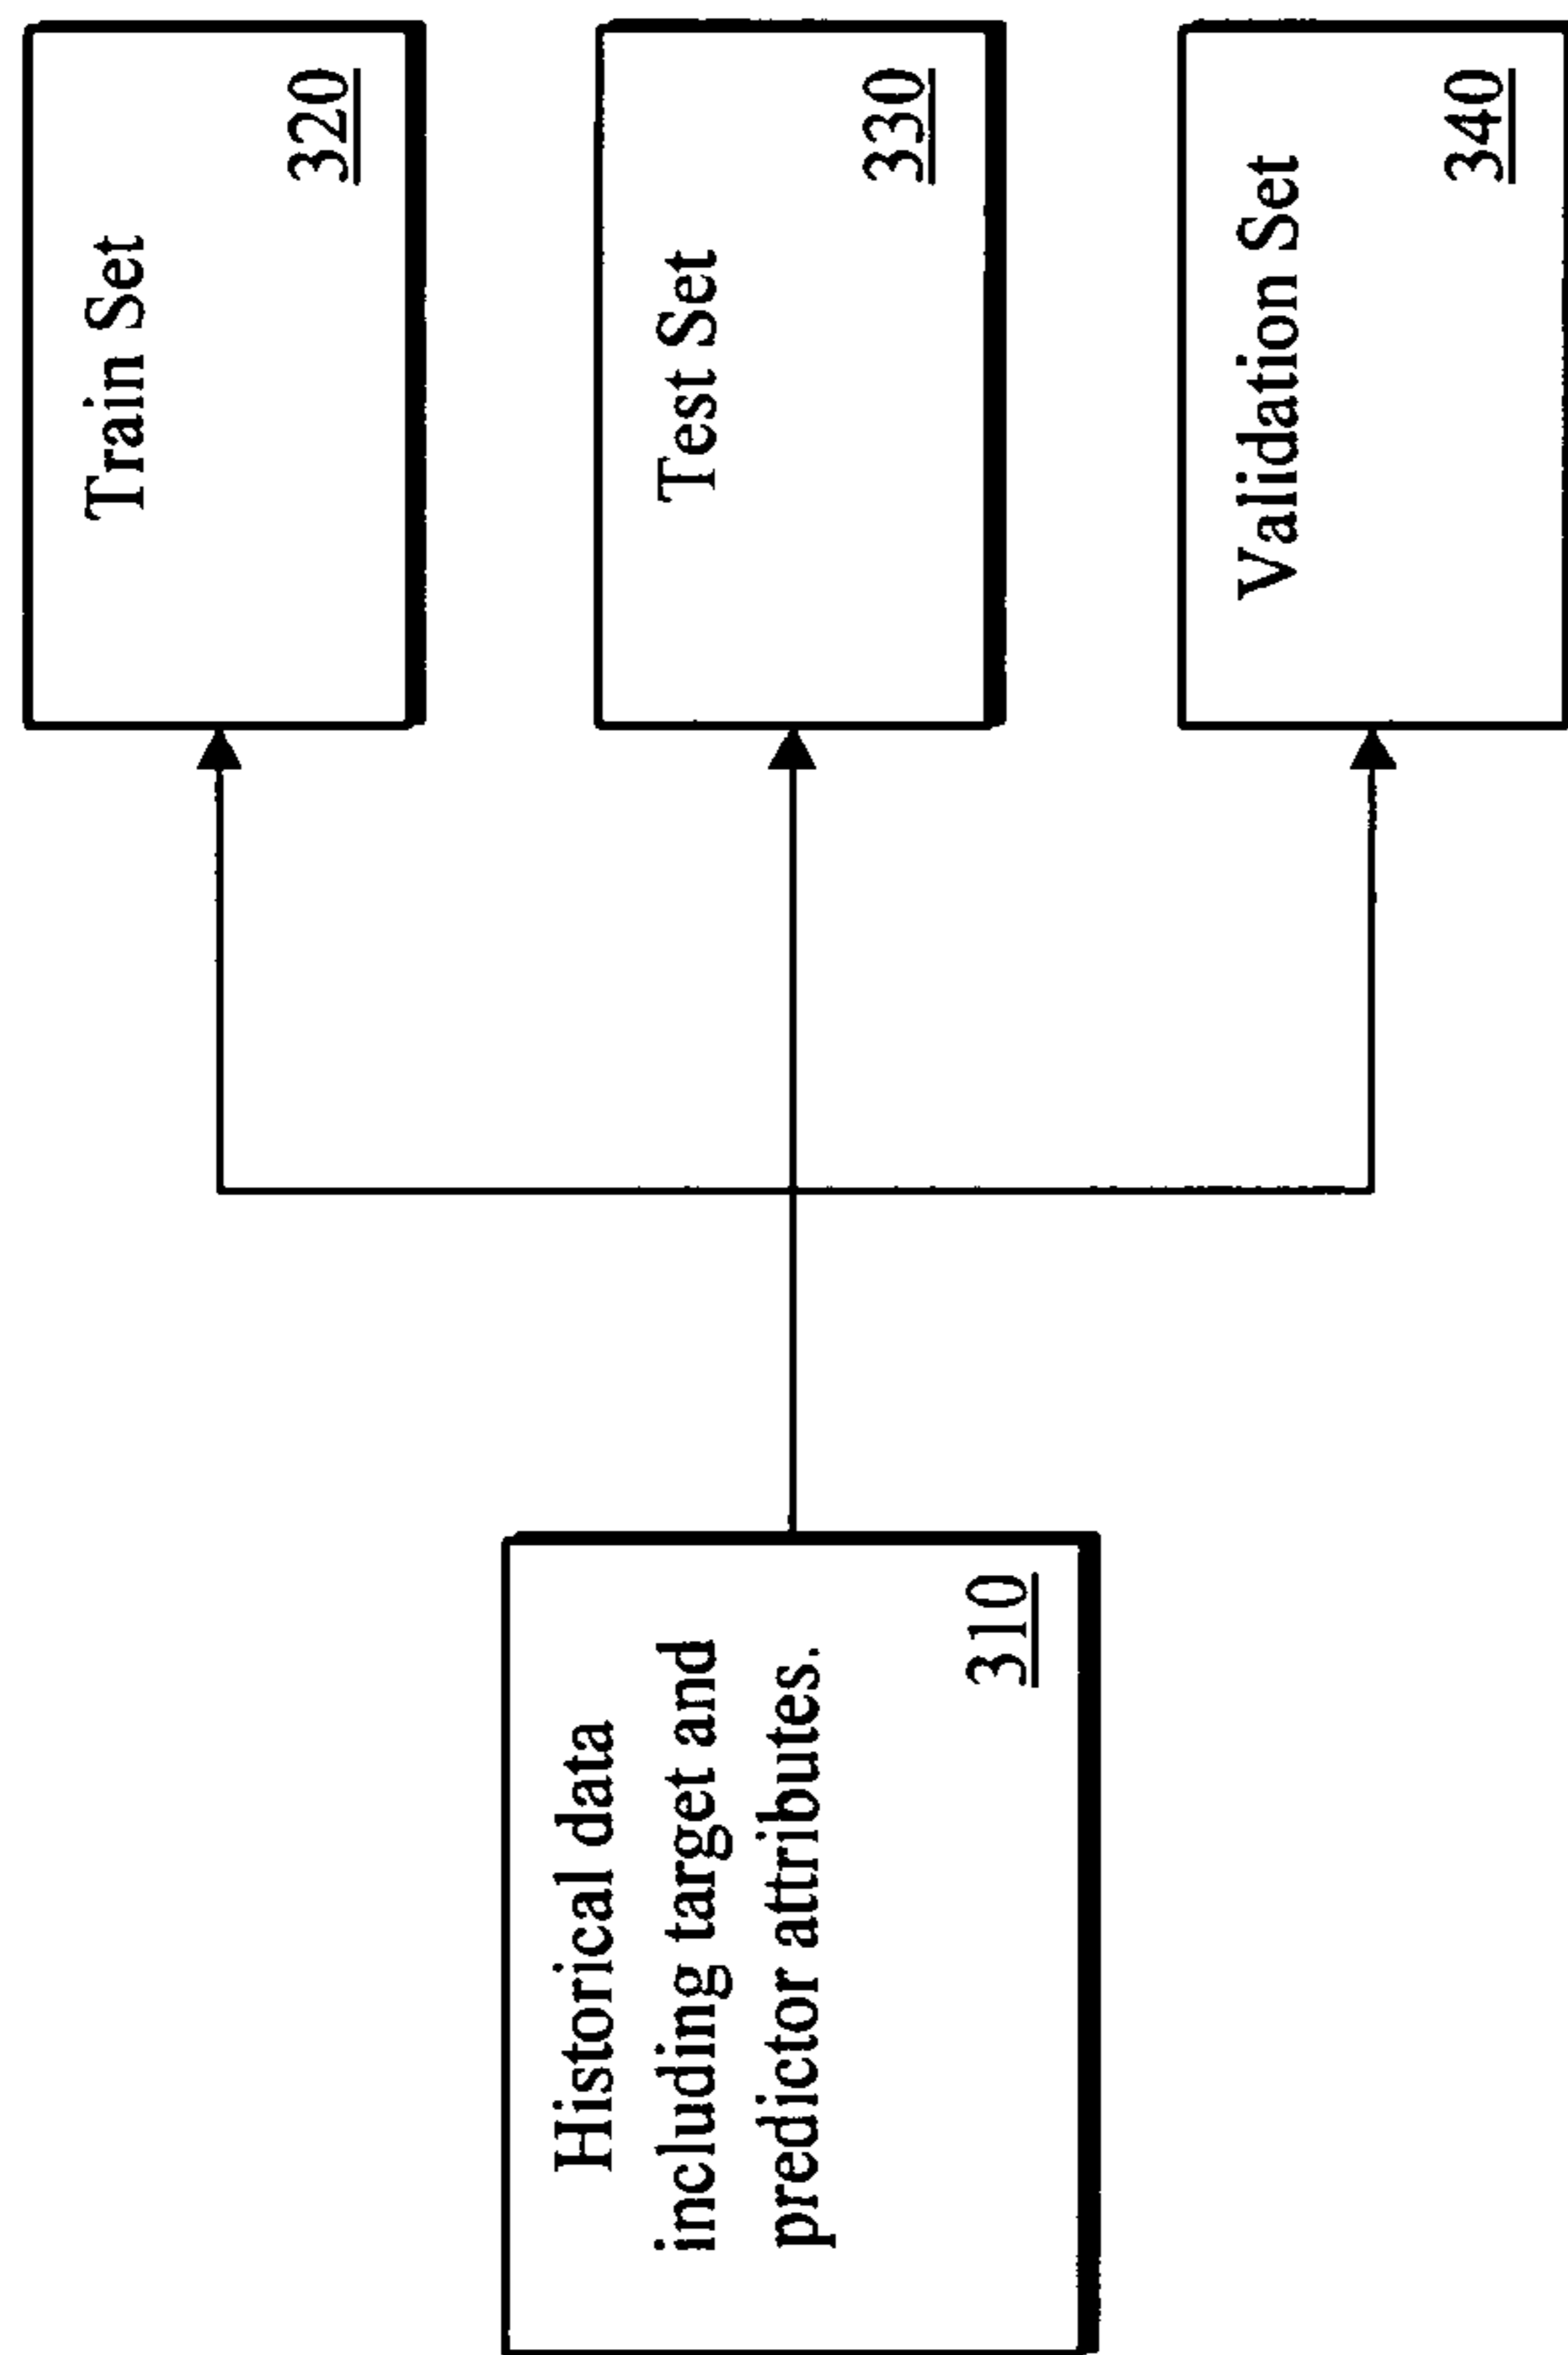 Historical data
including target and
predictor attributes.
310
Train Set
320
Test Set
330
Validation Set
340